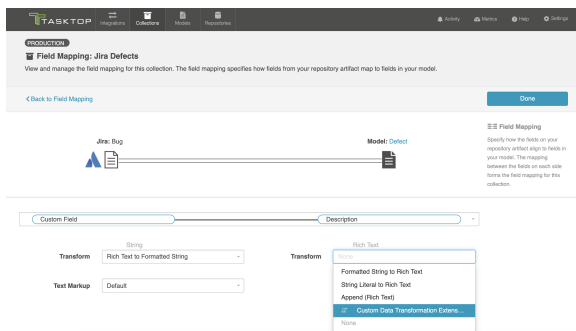 TASKTOP
Integrations
Collections
Models
Repositories
Activity
Metrics
Help
Settings
PRODUCTION
Field Mapping: Jira Defects
View and manage the field mapping for this collection. The field mapping specifies how fields from your repository artifact map to fields in your model.
Back to Field Mapping
Done
Jira: Bug
Model: Defect
Field Mapping
Specify how the fields on your
repository artifact align to fields in
your model. The mapping
between the fields on each side
forms the field mapping for this
collection.
Custom Field
Description
String
Rich Text
Transform
Rich Text to Formatted String
Transform
None
Formatted String to Rich Text
Text Markup
Default
String Literal to Rich Text
Append (Rich Text)
Custom Data Transformation Extens...
None